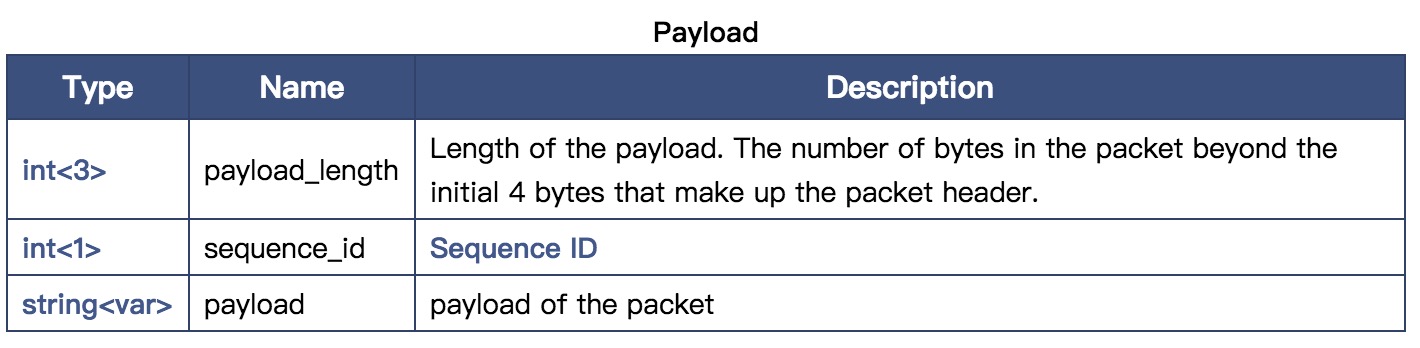 Payload
Type Name Description
int<3> payload_length Length of the payload. The number of bytes in the packet beyond the
initial 4 bytes that make up the packet header.
int<1> sequence_id Sequence ID
string<var> payload payload of the packet